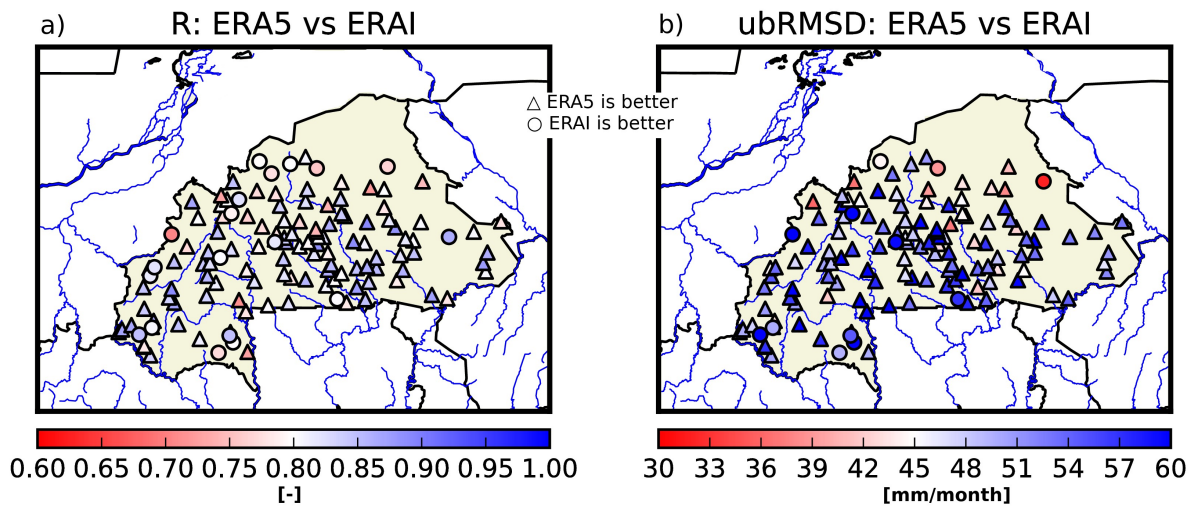 a) R: ERA5 vs ERAI
b) ubRMSD: ERA5 vs ERAI
△ ERA5 is better
○ ERAI is better
0.60 0.65 0.70 0.75 0.80 0.85 0.90 0.95 1.00
[-]
30 33 36 39 42 45 48 51 54 57 60
[mm/month]